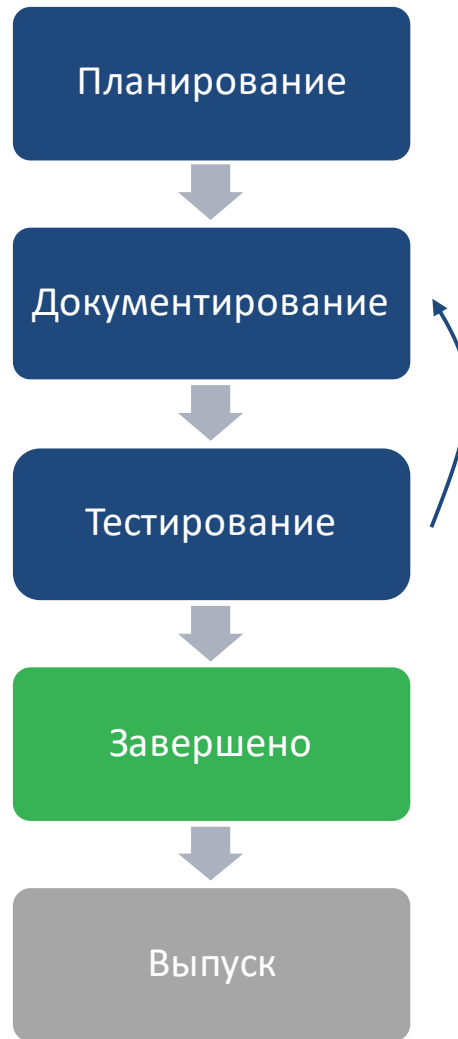 Планирование
Документирование
Тестирование
Завершено
Выпуск